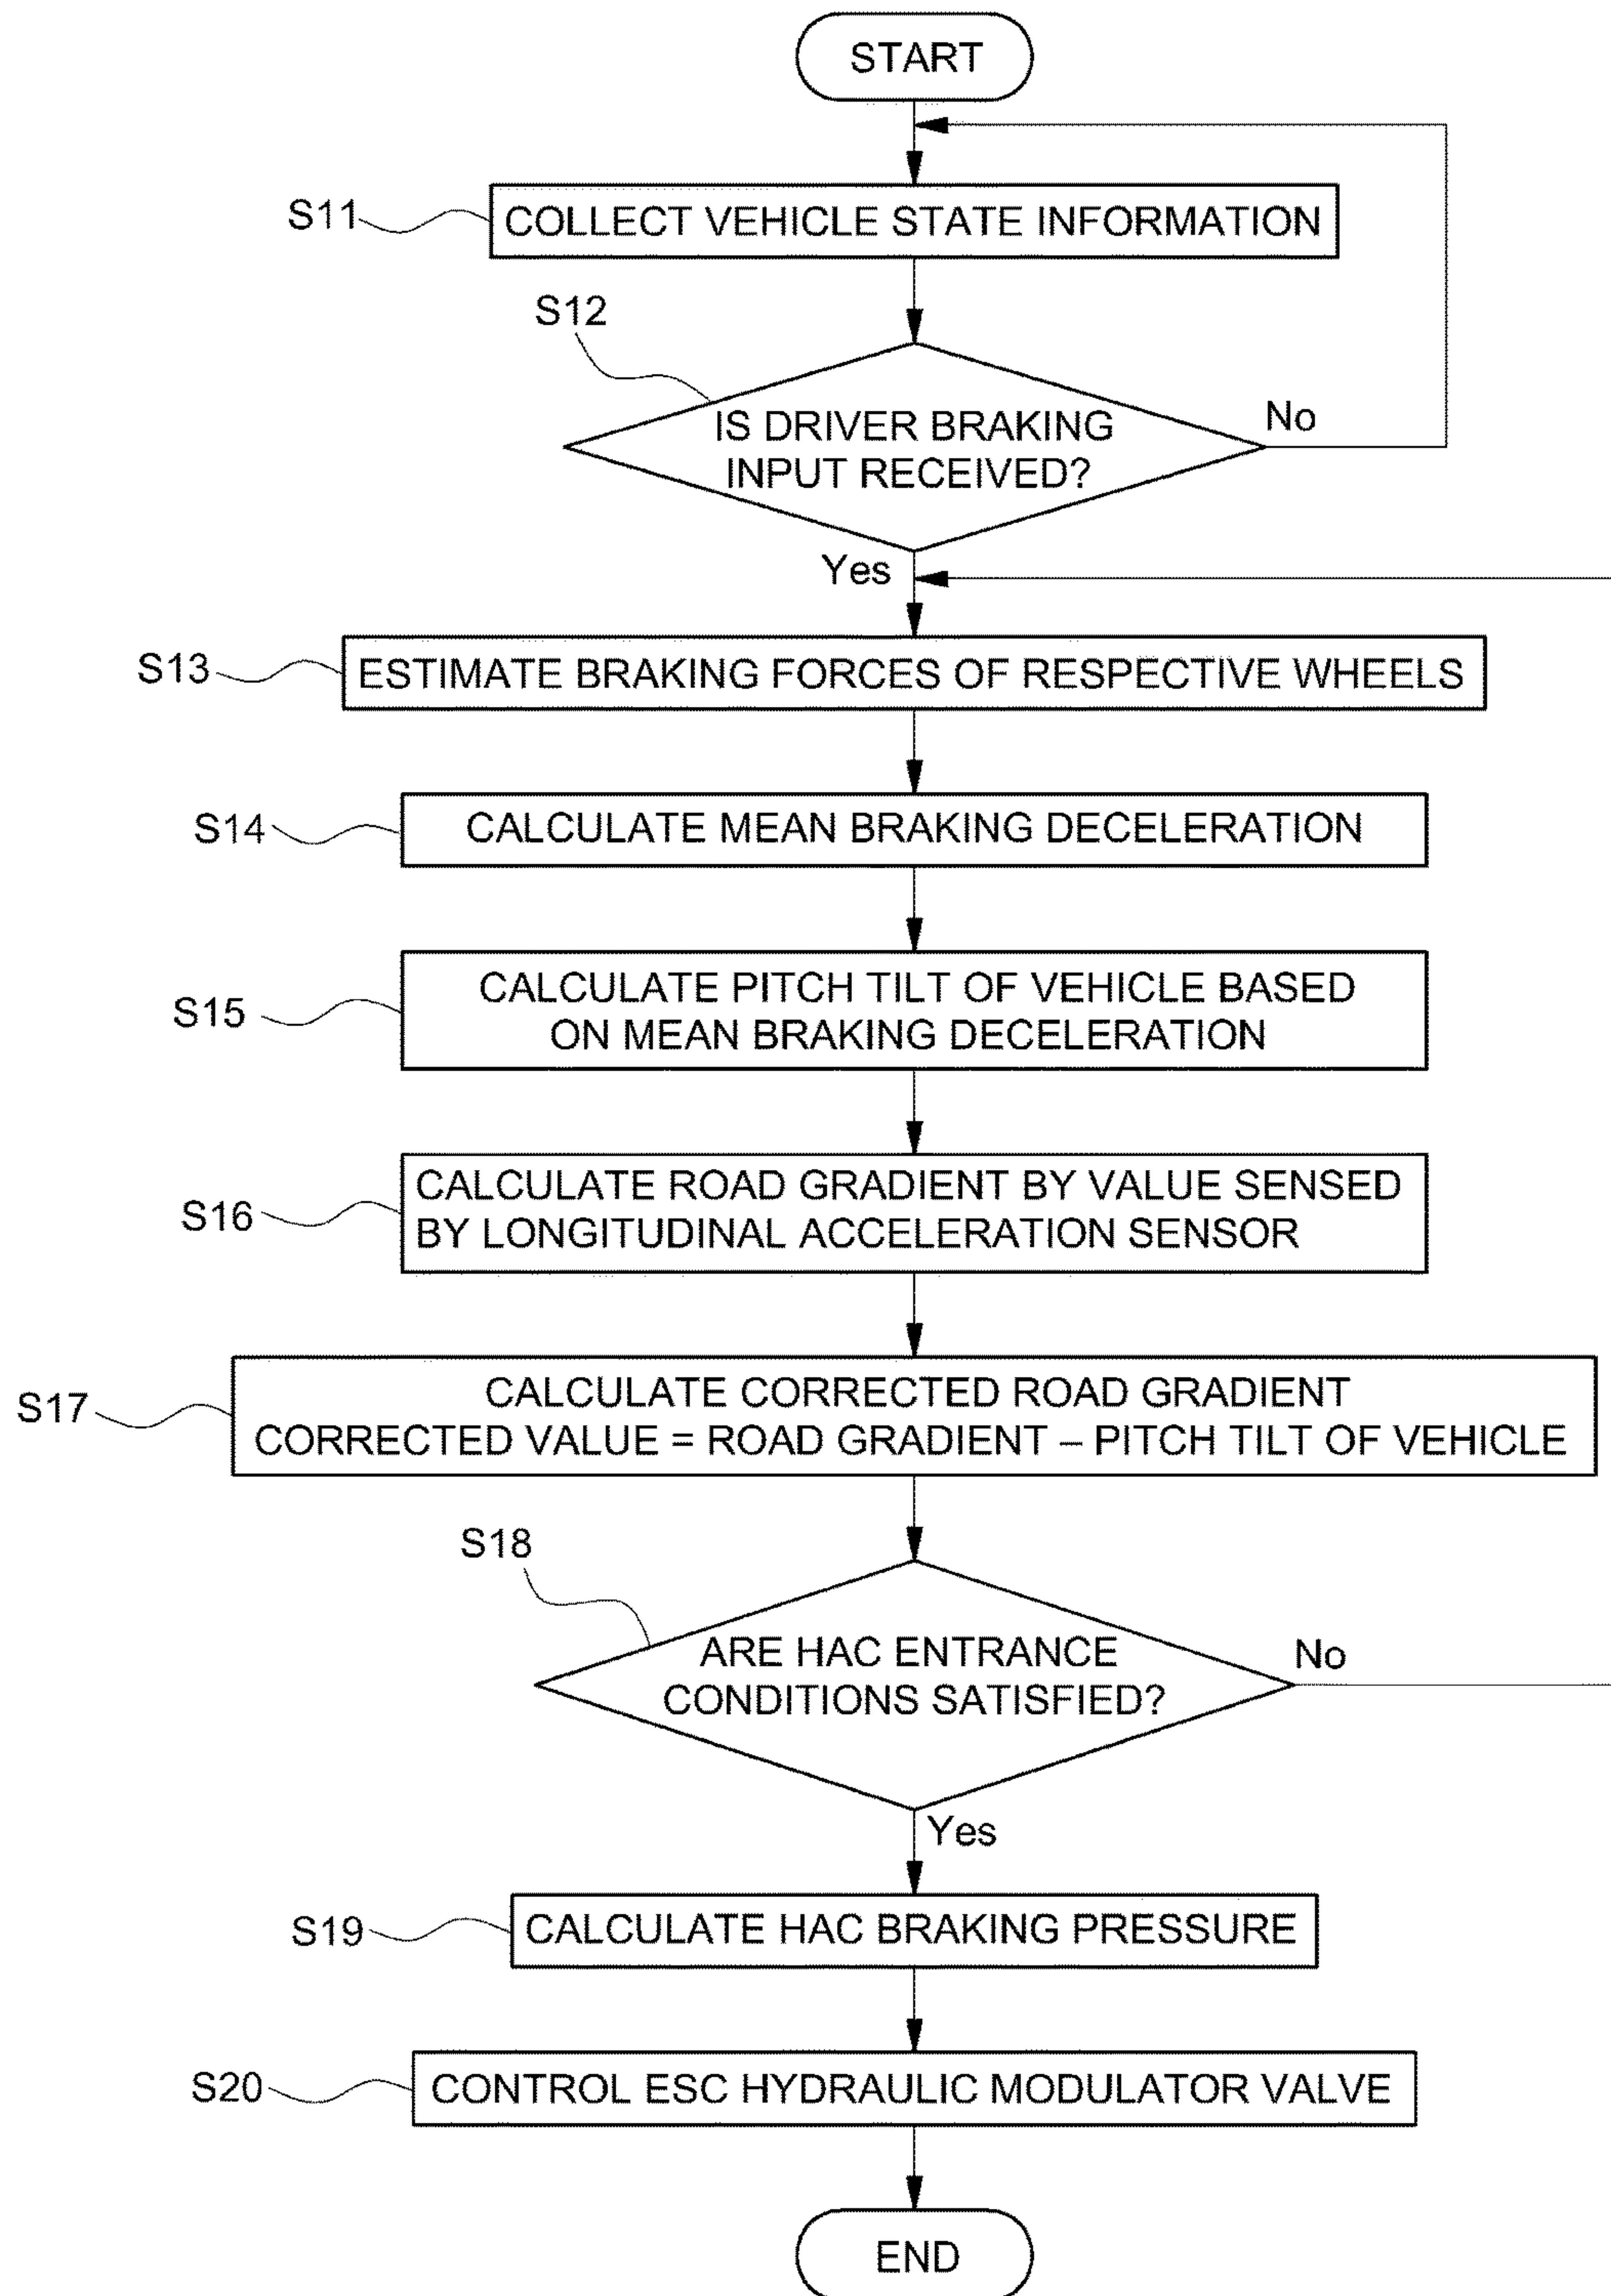 START
S11
COLLECT VEHICLE STATE INFORMATION
S12
IS DRIVER BRAKING
INPUT RECEIVED?
No
Yes
S13
ESTIMATE BRAKING FORCES OF RESPECTIVE WHEELS
S14
CALCULATE MEAN BRAKING DECELERATION
S15
CALCULATE PITCH TILT OF VEHICLE BASED
ON MEAN BRAKING DECELERATION
S16
CALCULATE ROAD GRADIENT BY VALUE SENSED
BY LONGITUDINAL ACCELERATION SENSOR
S17
CALCULATE CORRECTED ROAD GRADIENT
CORRECTED VALUE = ROAD GRADIENT – PITCH TILT OF VEHICLE
S18
ARE HAC ENTRANCE
CONDITIONS SATISFIED?
No
Yes
S19
CALCULATE HAC BRAKING PRESSURE
S20
CONTROL ESC HYDRAULIC MODULATOR VALVE
END